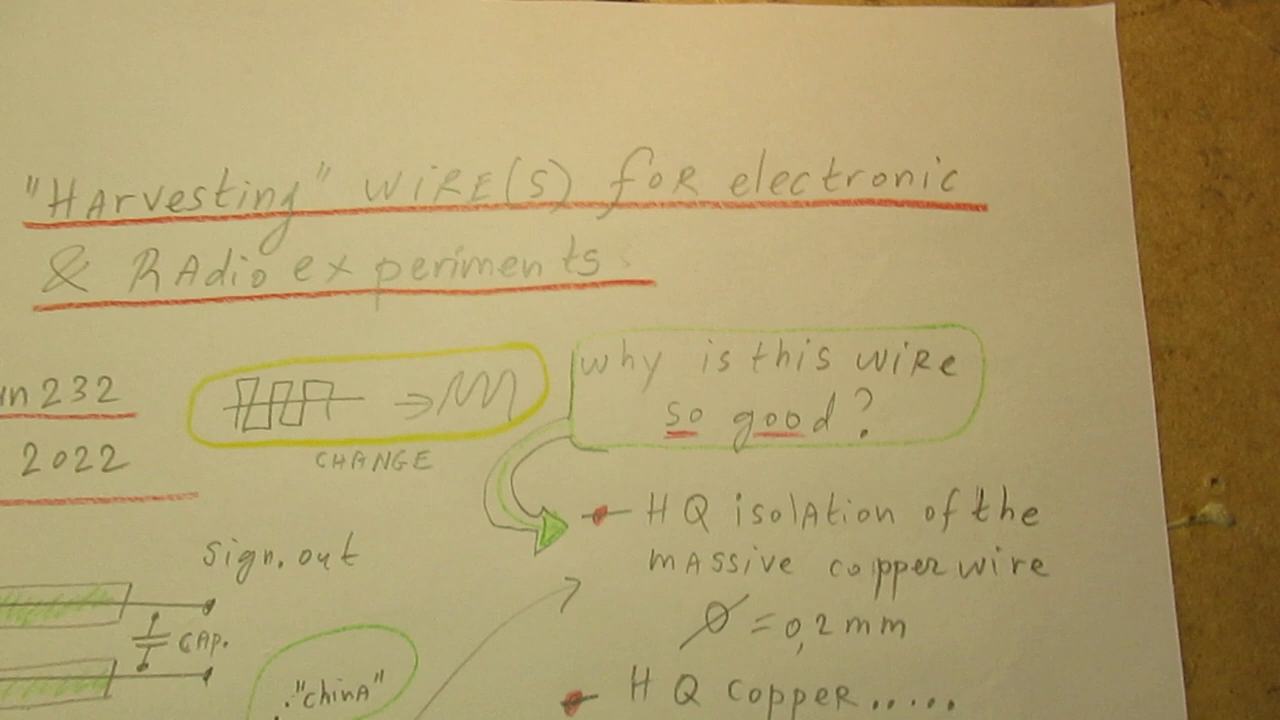 "Harvesting" WiRE(S) foR electronic
& RAdio experiments
232
2022
CHANGE
why is this wiRE
so good?
Sign. out
CAP.
HQ isolAtion of the
mAssive copper wire
Ø = 0,2 mm
."chinA"
HQ copper.....